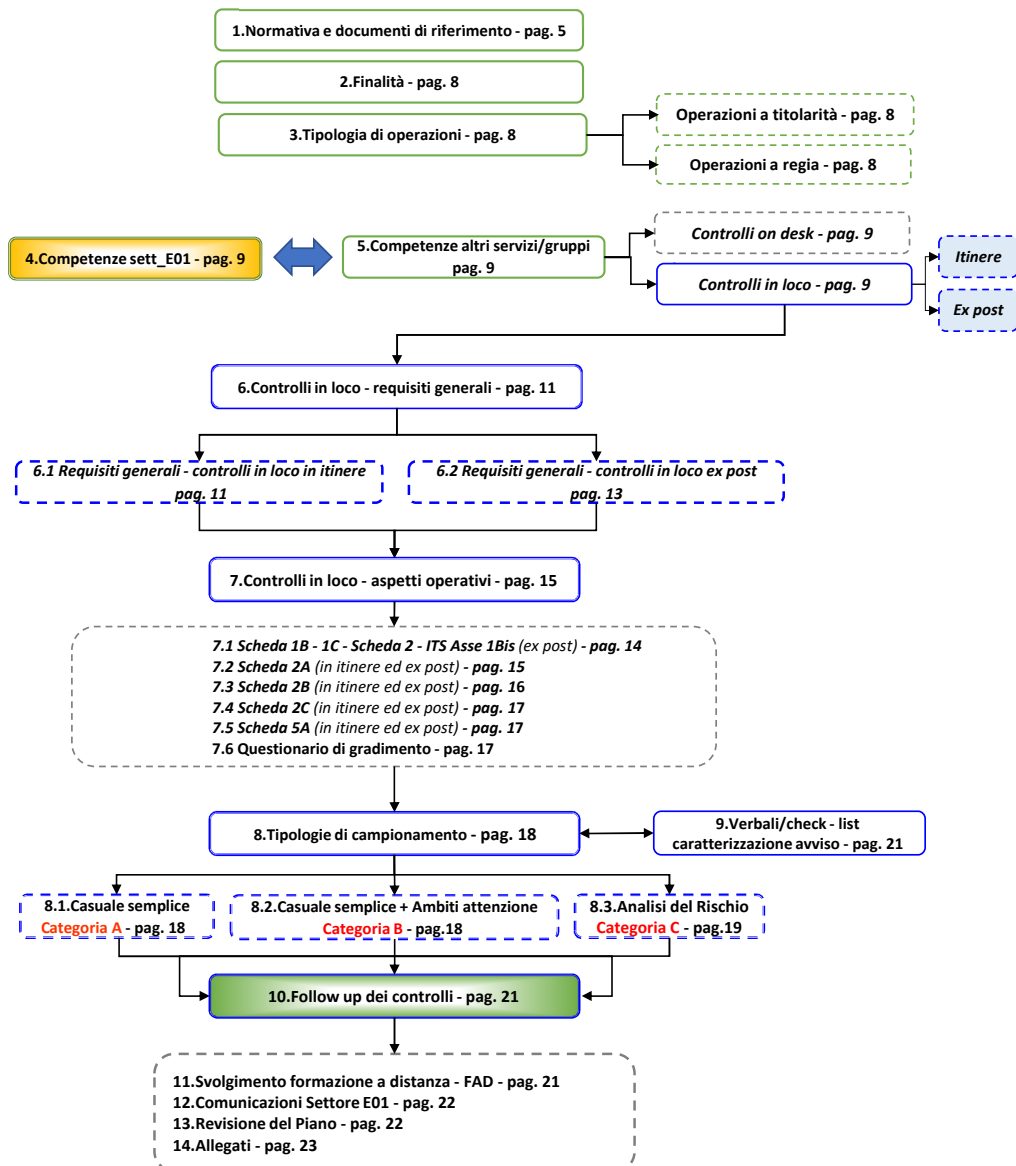 1.Normativa e documenti di riferimento - pag. 5
2.Finalità - pag. 8
3.Tipologia di operazioni - pag. 8
Operazioni a titolarità - pag. 8
Operazioni a regia - pag. 8
4.Competenze sett_E01 - pag. 9
5.Competenze altri servizi/gruppi
pag. 9
Controlli on desk - pag. 9
Controlli in loco - pag. 9
Itinere
Ex post
6.Controlli in loco - requisiti generali - pag. 11
6.1 Requisiti generali - controlli in loco in itinere
pag. 11
6.2 Requisiti generali - controlli in loco ex post
pag. 13
7.Controlli in loco - aspetti operativi - pag. 15
7.1 Scheda 1B - 1C - Scheda 2 - ITS Asse 1Bis (ex post) - pag. 14
7.2 Scheda 2A (in itinere ed ex post) - pag. 15
7.3 Scheda 2B (in itinere ed ex post) - pag. 16
7.4 Scheda 2C (in itinere ed ex post) - pag. 17
7.5 Scheda 5A (in itinere ed ex post) - pag. 17
7.6 Questionario di gradimento - pag. 17
8.Tipologie di campionamento - pag. 18
9.Verbali/check - list
caratterizzazione avviso - pag. 21
8.1.Casuale semplice
Categoria A - pag. 18
8.2.Casuale semplice + Ambiti attenzione
Categoria B - pag.18
8.3.Analisi del Rischio
Categoria C - pag.19
10.Follow up dei controlli - pag. 21
11.Svolgimento formazione a distanza - FAD - pag. 21
12.Comunicazioni Settore E01 - pag. 22
13.Revisione del Piano - pag. 22
14.Allegati - pag. 23